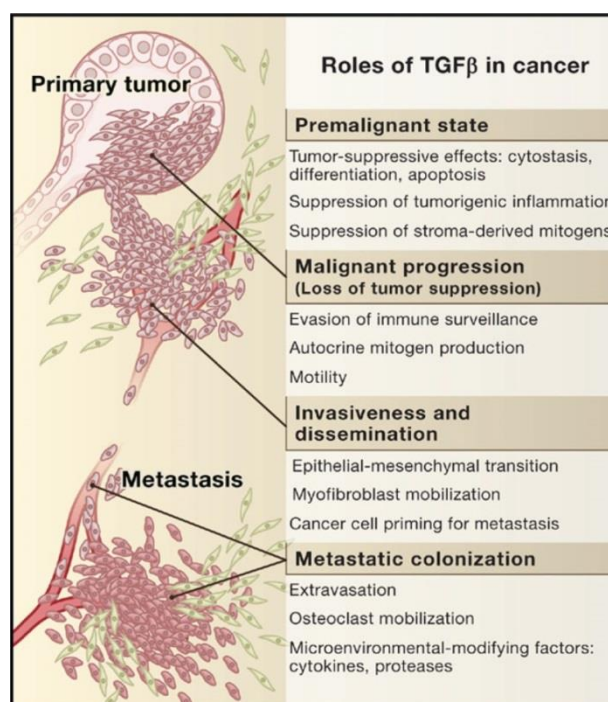 Primary tumor
Metastasis
Roles of TGFβ in cancer
Premalignant state
Tumor-suppressive effects: cytostasis,
differentiation, apoptosis
Suppression of tumorigenic inflammation
Suppression of stroma-derived mitogens
Malignant progression
(Loss of tumor suppression)
Evasion of immune surveillance
Autocrine mitogen production
Motility
Invasiveness and
dissemination
Epithelial-mesenchymal transition
Myofibroblast mobilization
Cancer cell priming for metastasis
Metastatic colonization
Extravasation
Osteoclast mobilization
Microenvironmental-modifying factors:
cytokines, proteases